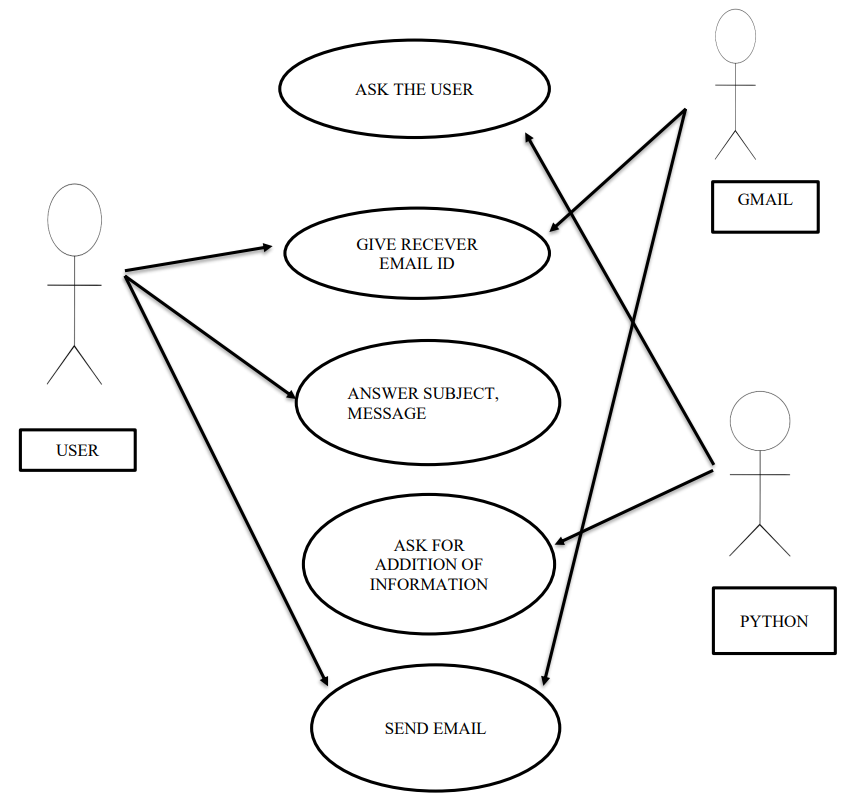 ASK THE USER
GMAIL
GIVE RECEVER
EMAIL ID
ANSWER SUBJECT,
MESSAGE
USER
ASK FOR
ADDITION OF
INFORMATION
PYTHON
SEND EMAIL